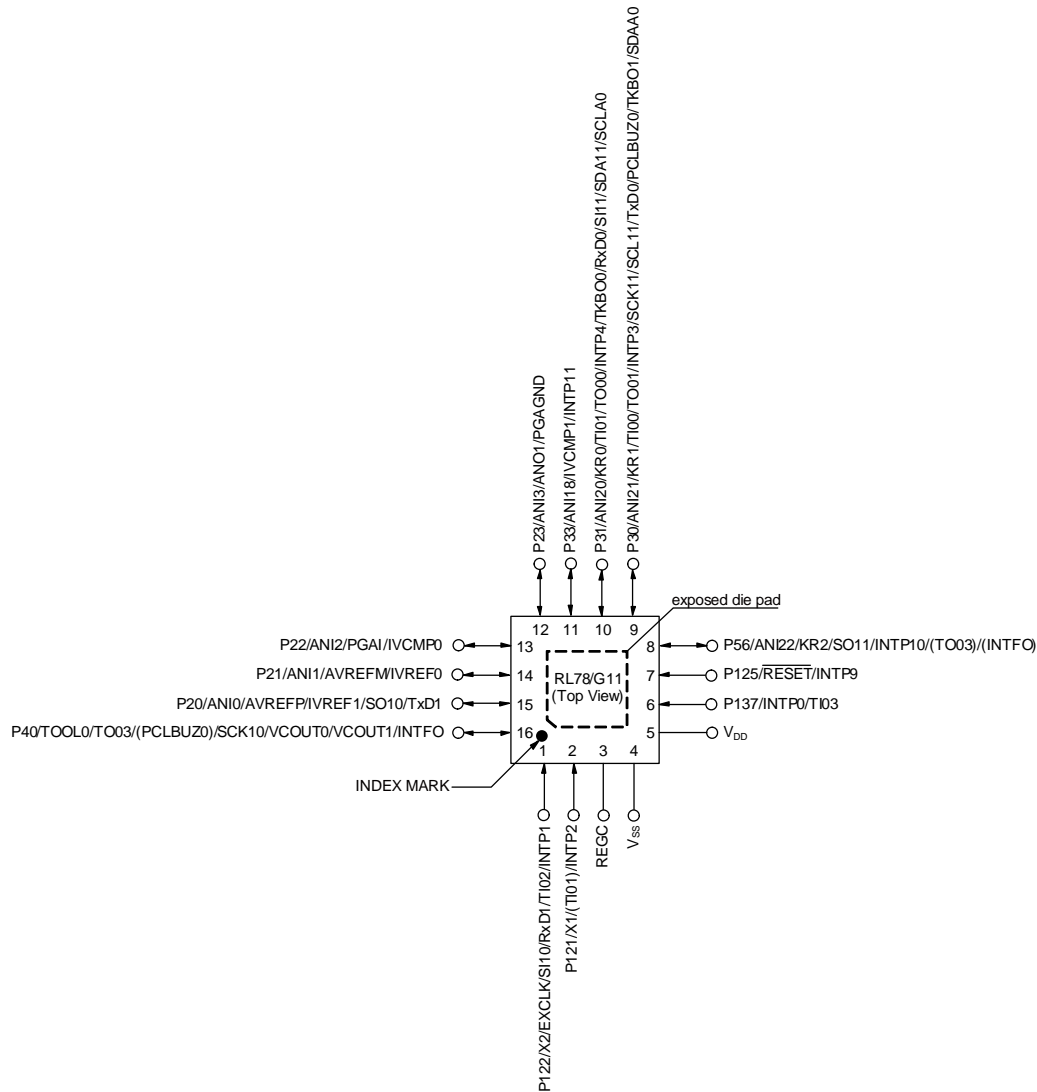 P23/ANI3/ANO1/PGAGND
P33/ANI18/IVCMP1/INTP11
P31/ANI20/KR0/TI01/TO00/INTP4/TKBO0/RxD0/SI11/SDA11/SCLA0
P30/ANI21/KR1/TI00/TO01/INTP3/SCK11/SCL11/TxD0/PCLBUZ0/TKBO1/SDAA0
exposed die pad
12 11 10 9
P22/ANI2/PGAI/IVCMP0 13
8 P56/ANI22/KR2/SO11/INTP10/(TO03)/(INTFO)
P21/ANI1/AVREFM/IVREF0 14
RL78/G11
(Top View)
7 P125/RESET/INTP9
P20/ANI0/AVREFP/IVREF1/SO10/TxD1 15
6 P137/INTP0/TI03
P40/TOOL0/TO03/(PCLBUZ0)/SCK10/VCOUT0/VCOUT1/INTFO 16
5 VDD
1 2 3 4
INDEX MARK
P122/X2/EXCLK/SI10/RxD1/TI02/INTP1
P121/X1/(TI01)/INTP2
REGC
VSS